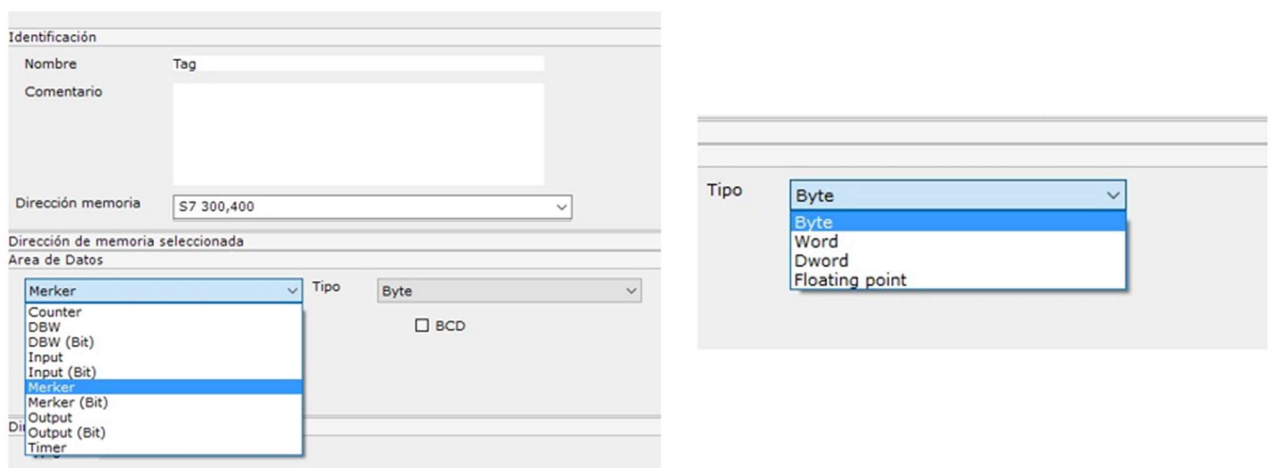 Identificación
Nombre Tag
Comentario
Dirección memoria S7 300,400
Dirección de memoria seleccionada
Area de Datos
Merker Tipo Byte
BCD
Counter
DBW
DBW (Bit)
Input
Input (Bit)
Merker
Merker (Bit)
Output
Output (Bit)
Timer
Di
Tipo Byte
Byte
Word
Dword
Floating point